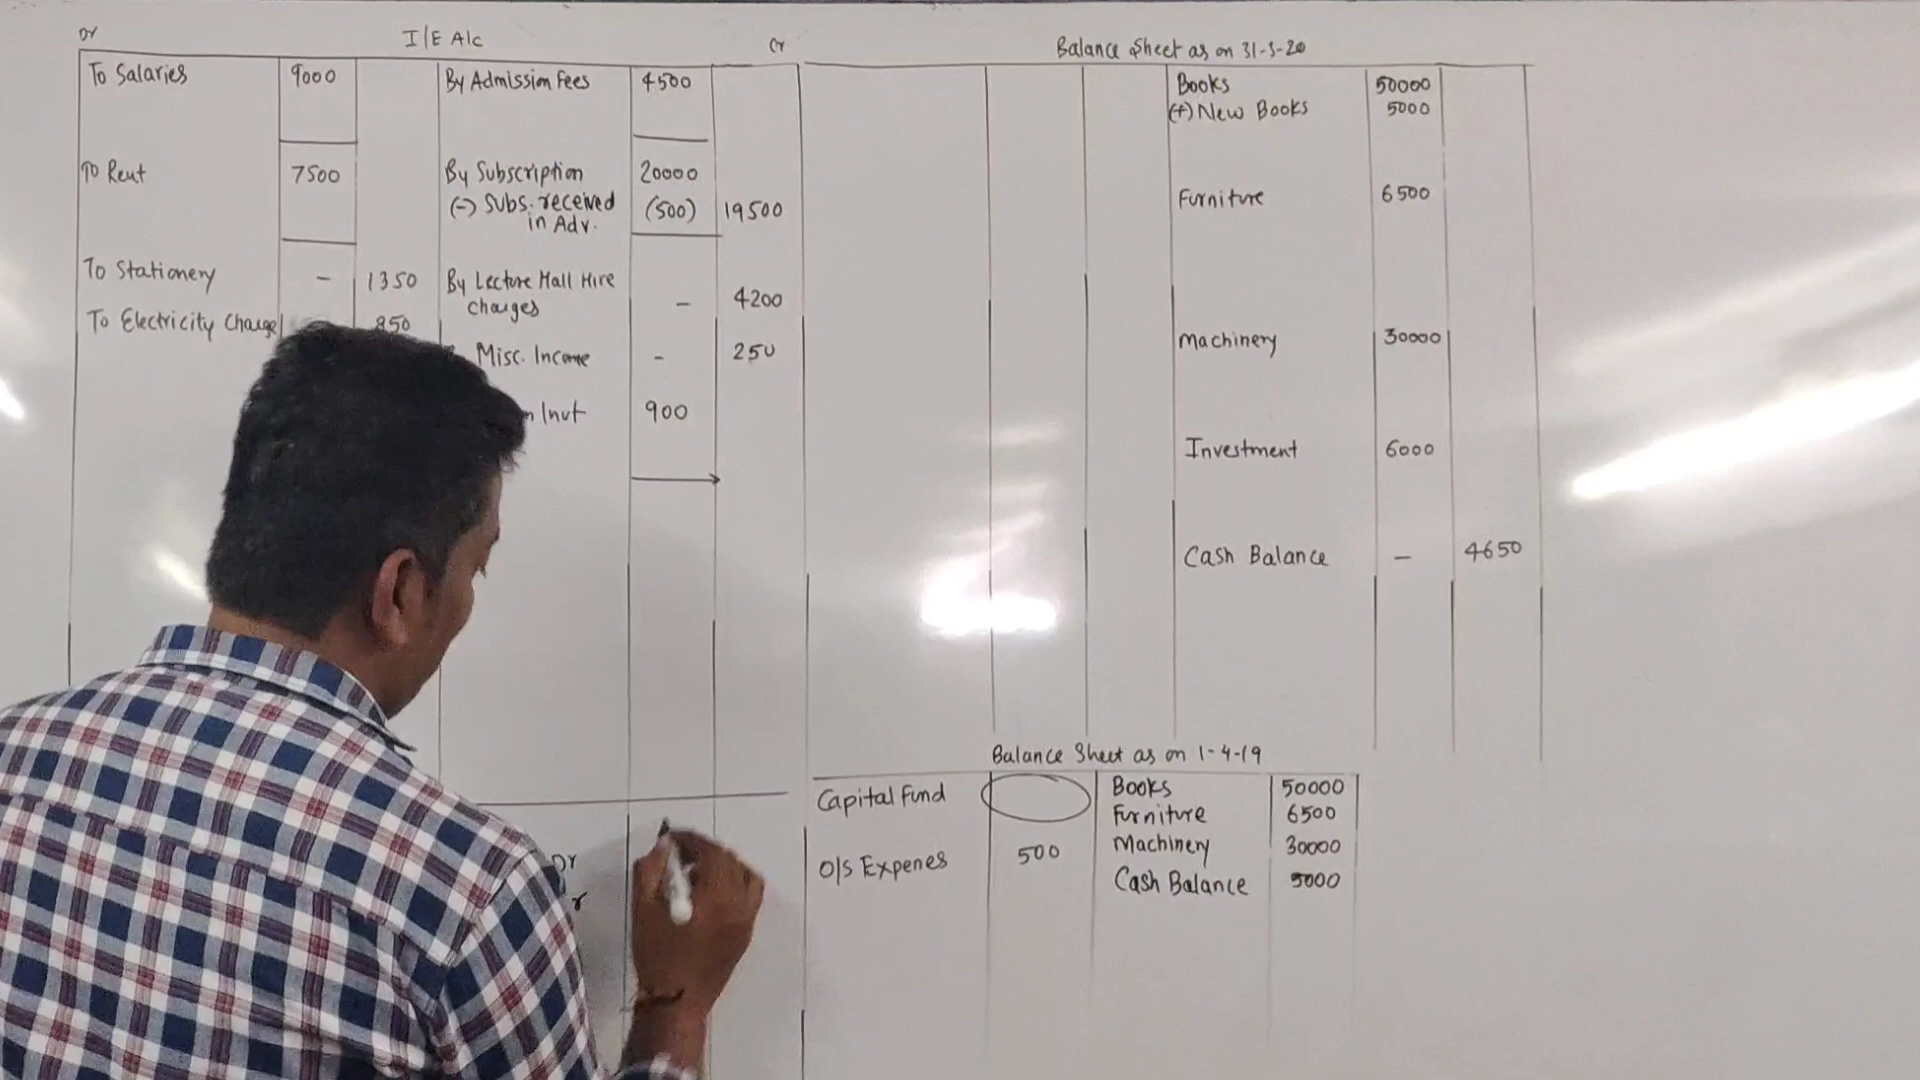 Dr I/E A/c Cr
To Salaries 9000
To Rent 7500
To Stationery - 1350
To Electricity Charge 850
By Admission Fees 4500
By Subscription 20000
(-) Subs. received (500) 19500
in Adv.
By Lecture Hall Hire
charges - 4200
Misc. Income - 250
Invt 900
Dr
Balance Sheet as on 31-3-20
Books 50000
(+) New Books 5000
Furniture 6500
Machinery 30000
Investment 6000
Cash Balance - 4650
Balance Sheet as on 1-4-19
Capital Fund
O/S Expenes 500
Books 50000
Furniture 6500
Machinery 30000
Cash Balance 5000